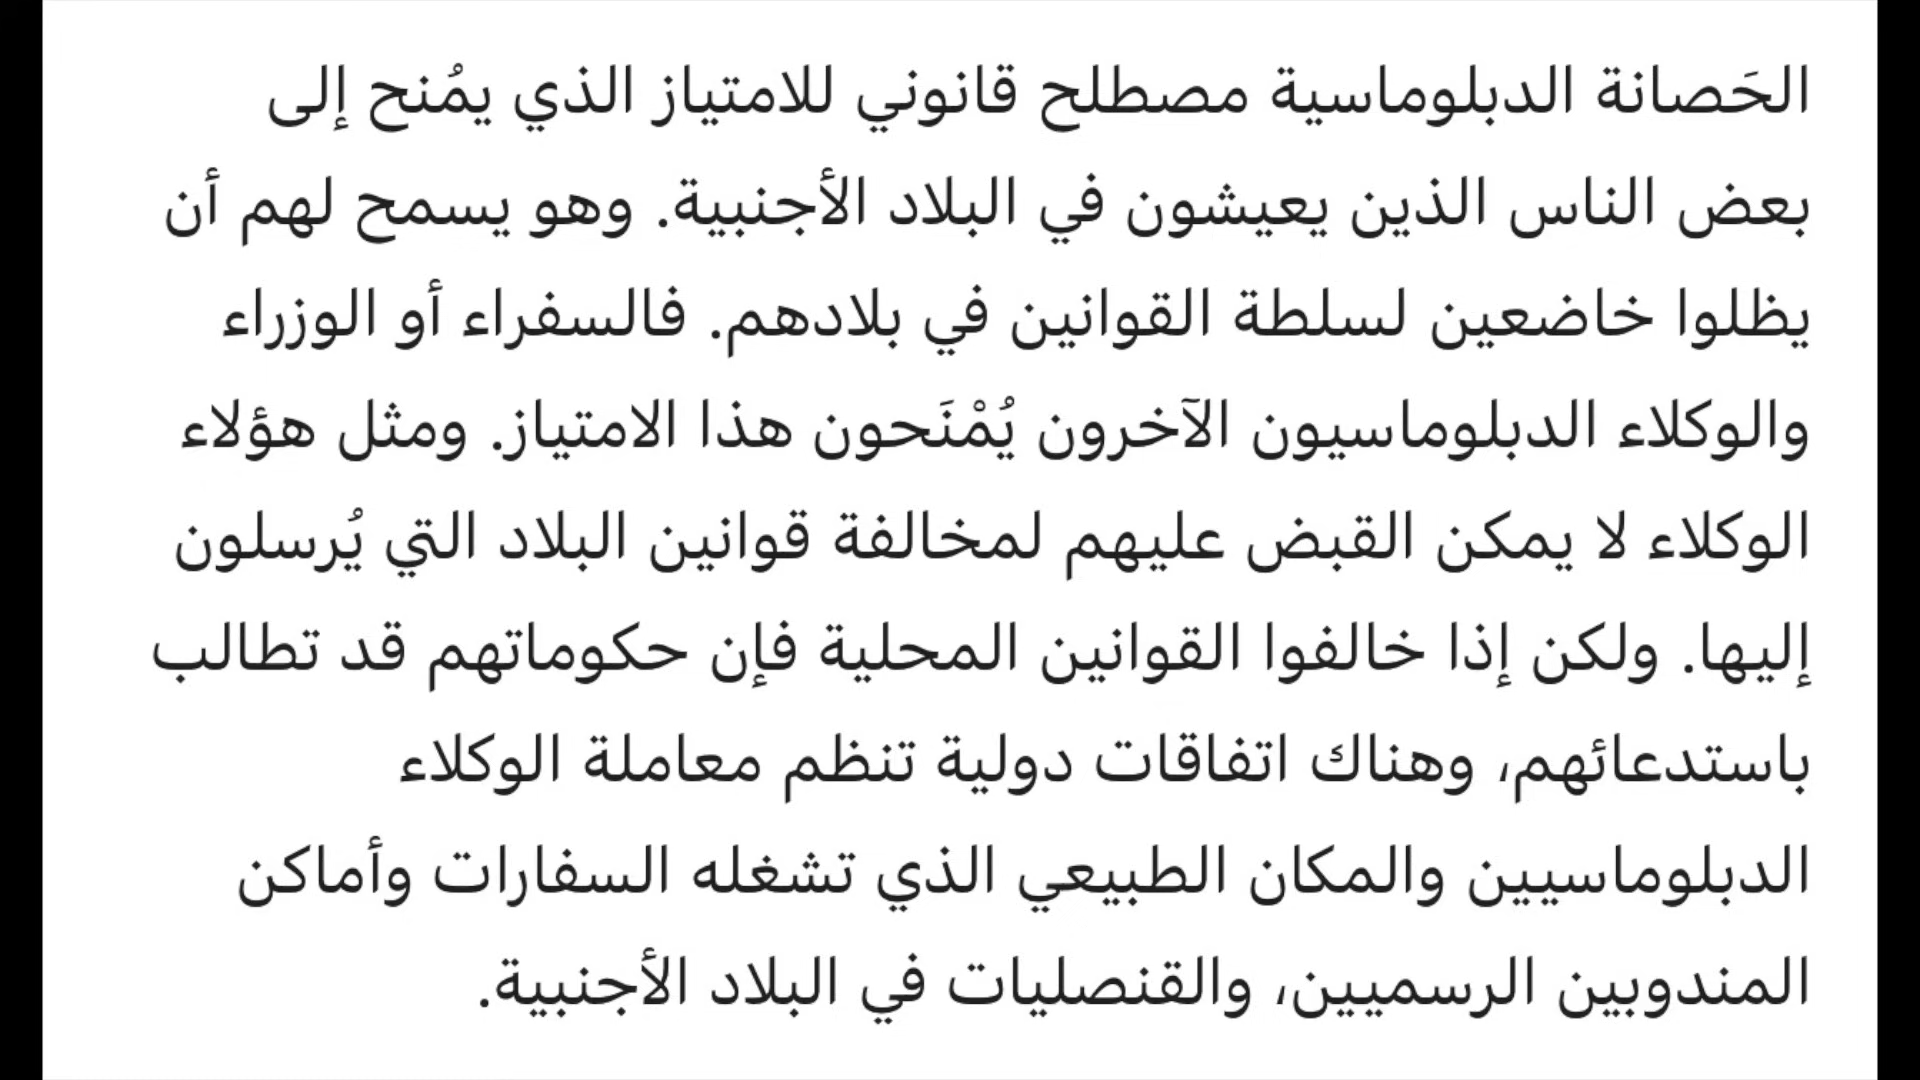 الحَصانة الدبلوماسية مصطلح قانوني للامتياز الذي يمُنح إلى
بعض الناس الذين يعيشون في البلاد الأجنبية. وهو يسمح لهم أن
يظلوا خاضعين لسلطة القوانين في بلادهم. فالسفراء أو الوزراء
والوكلاء الدبلوماسيون الآخرون يُمْنَحون هذا الامتياز. ومثل هؤلاء
الوكلاء لا يمكن القبض عليهم لمخالفة قوانين البلاد التي يُرسلون
إليها. ولكن إذا خالفوا القوانين المحلية فإن حكوماتهم قد تطالب
باستدعائهم، وهناك اتفاقات دولية تنظم معاملة الوكلاء
الدبلوماسيين والمكان الطبيعي الذي تشغله السفارات وأماكن
المندوبين الرسميين، والقنصليات في البلاد الأجنبية.